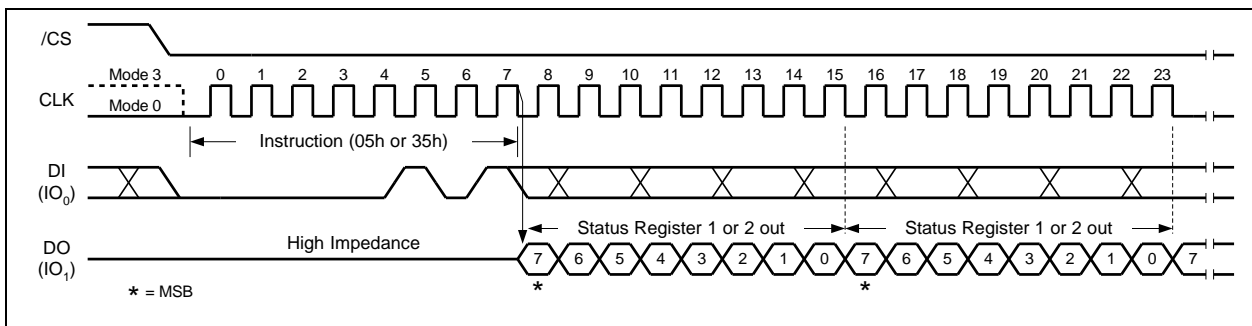 /CS
Mode 3 0 1 2 3 4 5 6 7 8 9 10 11 12 13 14 15 16 17 18 19 20 21 22 23
CLK
Mode 0
Instruction (05h or 35h)
DI
(IO0)
Status Register 1 or 2 out Status Register 1 or 2 out
High Impedance
DO
(IO1)
7 6 5 4 3 2 1 0 7 6 5 4 3 2 1 0 7
* *
* = MSB